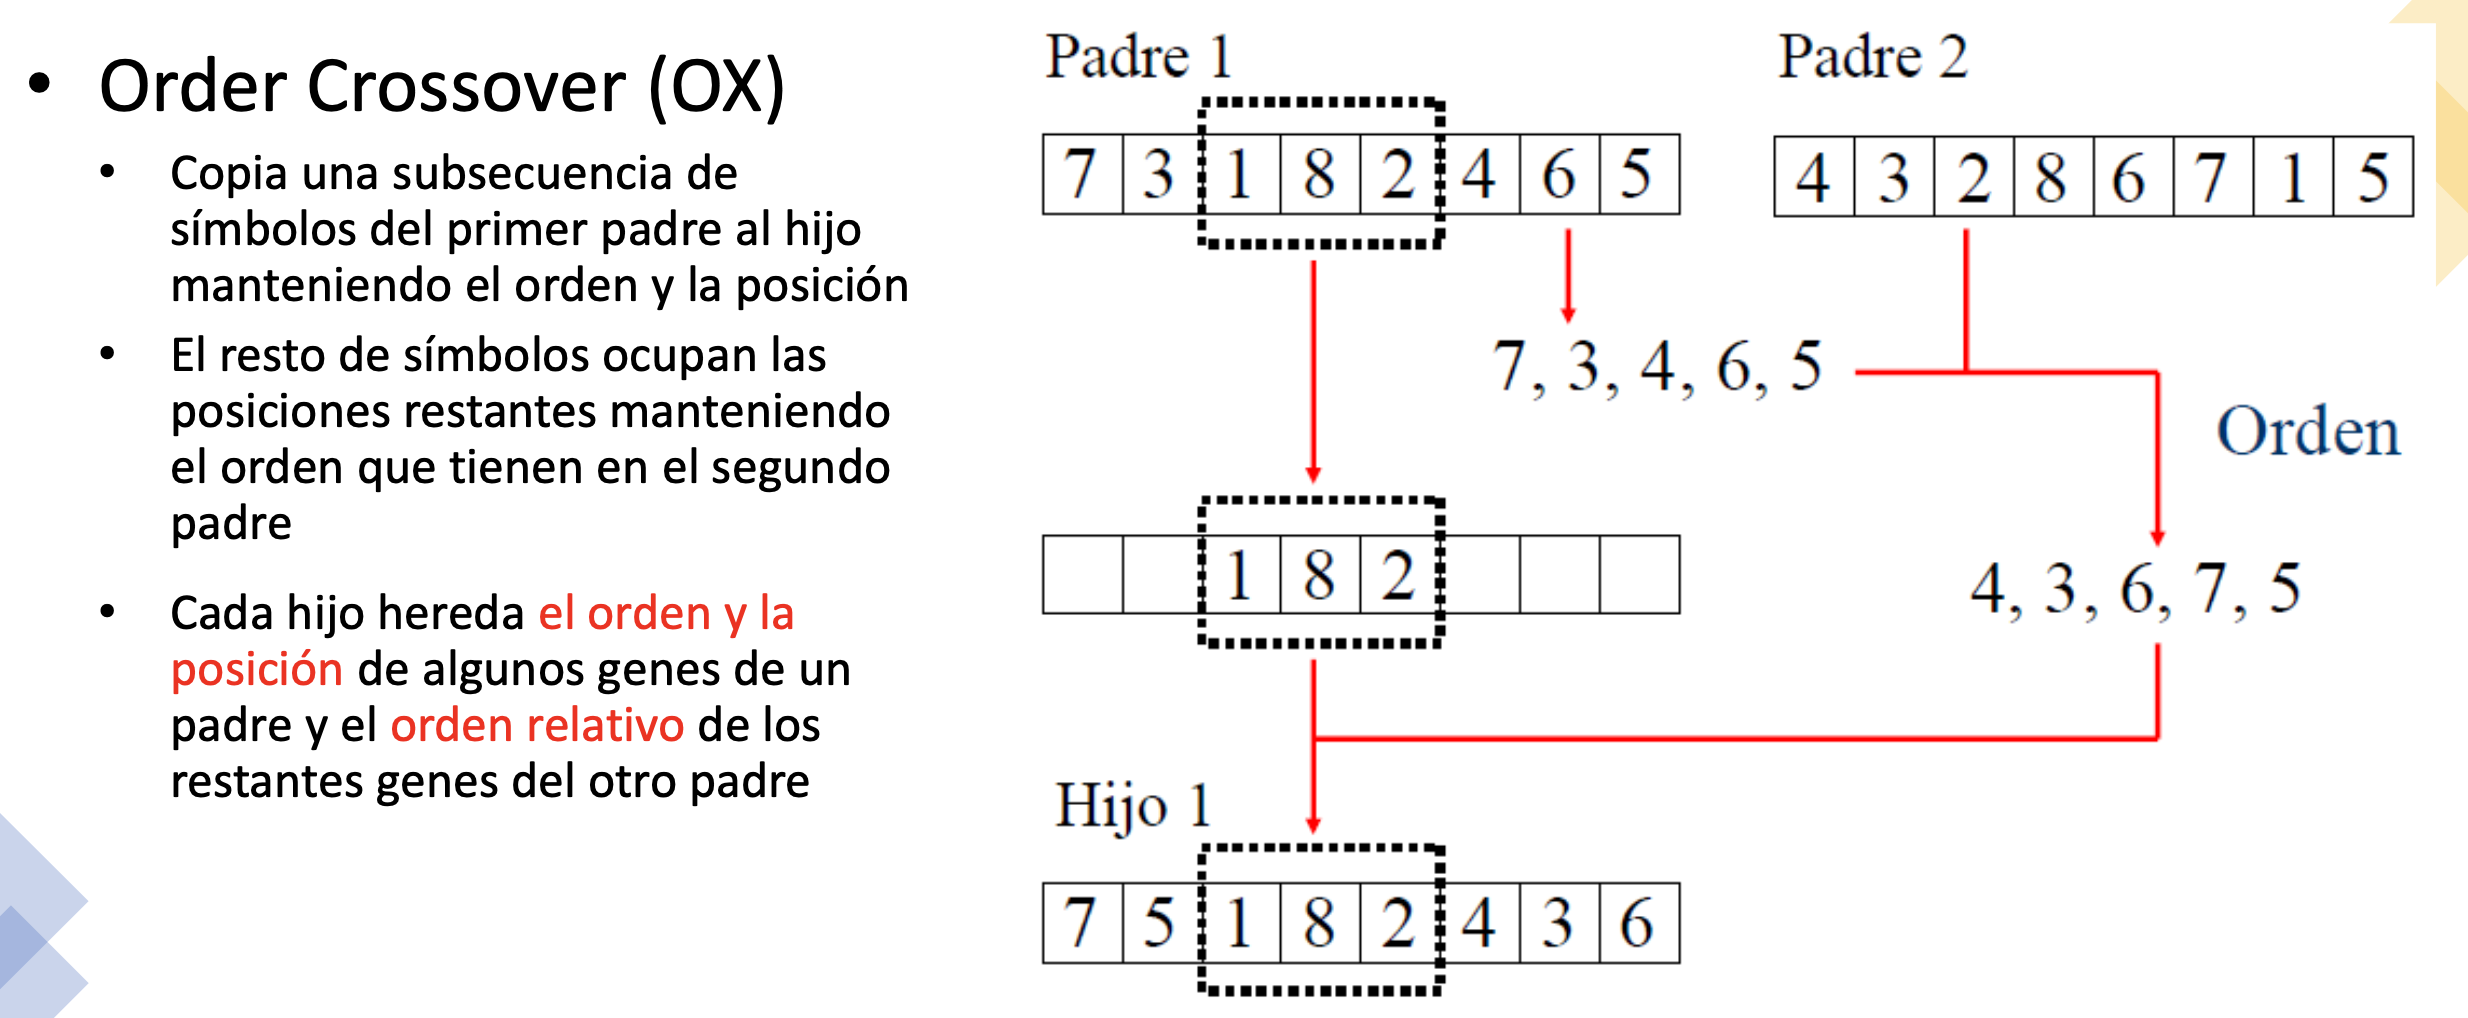 • Order Crossover (OX)
• Copia una subsecuencia de
símbolos del primer padre al hijo
manteniendo el orden y la posición
• El resto de símbolos ocupan las
posiciones restantes manteniendo
el orden que tienen en el segundo
padre
• Cada hijo hereda el orden y la
posición de algunos genes de un
padre y el orden relativo de los
restantes genes del otro padre
Padre 1
7 3 1 8 2 4 6 5
Padre 2
4 3 2 8 6 7 1 5
7, 3, 4, 6, 5
Orden
1 8 2
4, 3, 6, 7, 5
Hijo 1
7 5 1 8 2 4 3 6